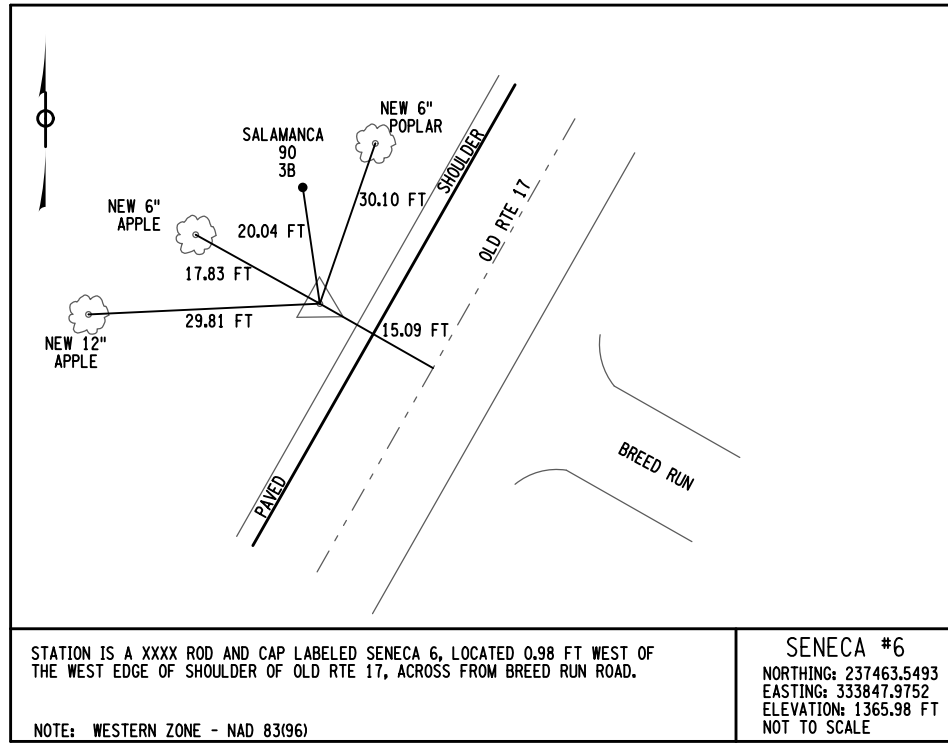 NEW 6"
POPLAR
SALAMANCA
90
3B
SHOULDER
30.10 FT
OLD RTE 17
NEW 6"
APPLE
20.04 FT
17.83 FT
29.81 FT
15.09 FT
NEW 12"
APPLE
BREED RUN
PAVED
STATION IS A XXXX ROD AND CAP LABELED SENECA 6, LOCATED 0.98 FT WEST OF
THE WEST EDGE OF SHOULDER OF OLD RTE 17, ACROSS FROM BREED RUN ROAD.
NOTE: WESTERN ZONE - NAD 83(96)
SENECA #6
NORTHING: 237463.5493
EASTING: 333847.9752
ELEVATION: 1365.98 FT
NOT TO SCALE